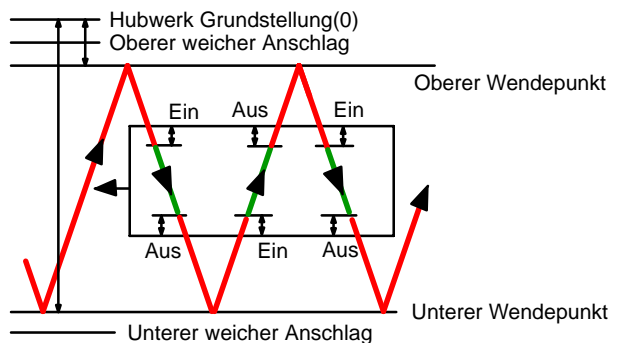 Hubwerk Grundstellung(0)
Oberer weicher Anschlag
Oberer Wendepunkt
Ein Aus Ein
Aus Ein Aus
Unterer Wendepunkt
Unterer weicher Anschlag